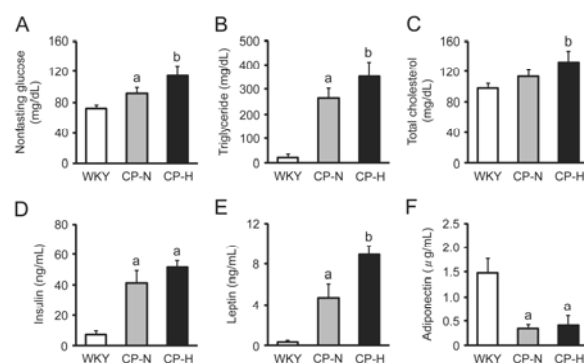 A
Nonfasting glucose
(mg/dL)
160
120
80
40
0
a
b
WKY CP-N CP-H
B
Triglyceride (mg/dL)
500
400
300
200
100
0
a
b
WKY CP-N CP-H
C
Total cholesterol
(mg/dL)
160
120
80
40
0
b
WKY CP-N CP-H
D
Insulin (ng/mL)
80
60
40
20
0
a
a
WKY CP-N CP-H
E
Leptin (ng/mL)
12
8
4
0
a
b
WKY CP-N CP-H
F
Adiponectin (μg/mL)
2.5
2.0
1.5
1.0
0.5
0
a
a
WKY CP-N CP-H